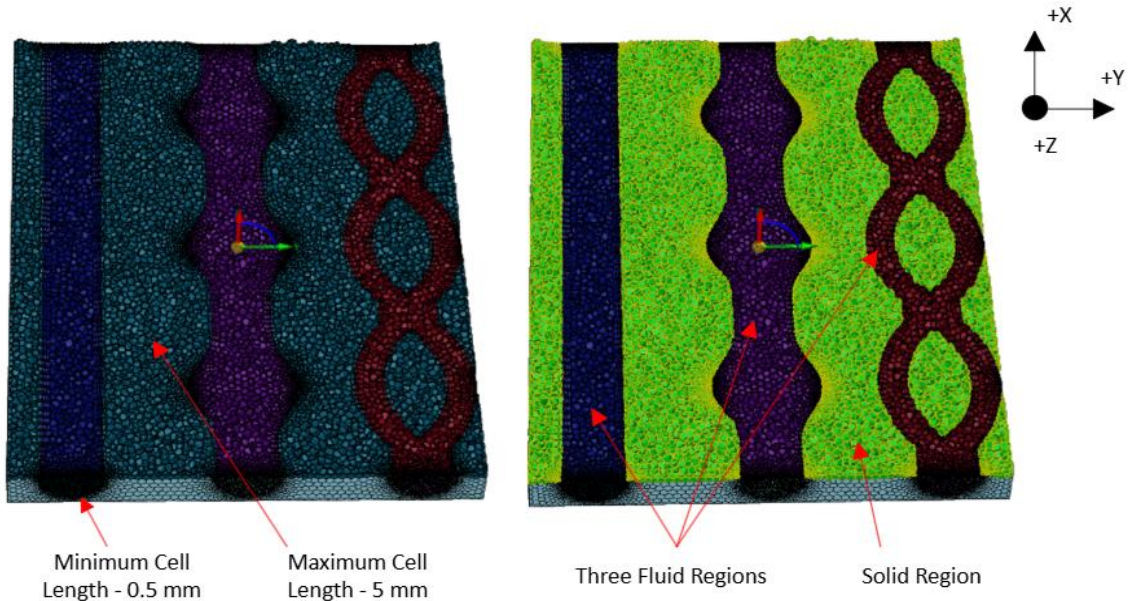 +X
+Y
+Z
Minimum Cell
Length - 0.5 mm
Maximum Cell
Length - 5 mm
Three Fluid Regions
Solid Region